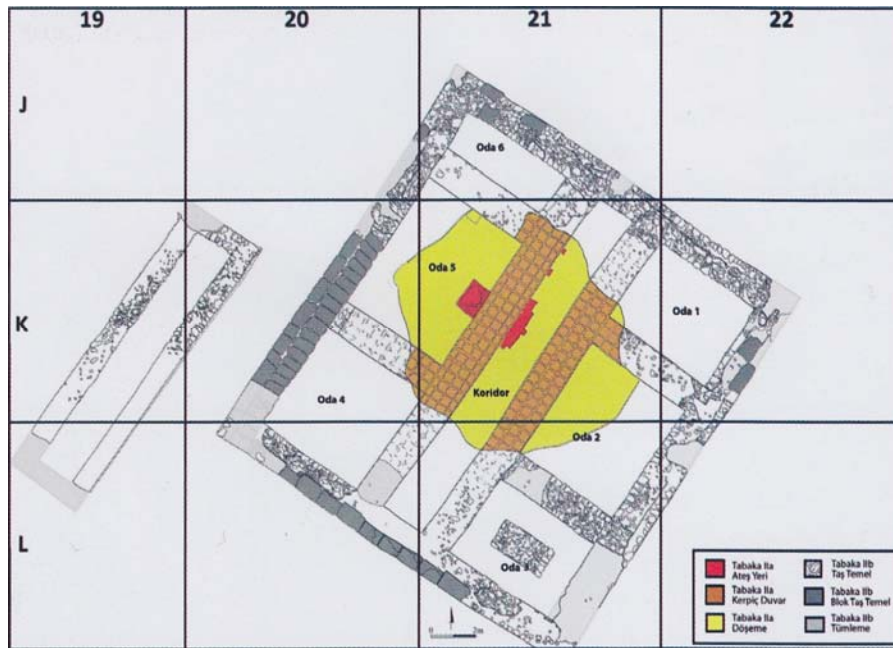 19 20 21 22
J
Oda 6
Oda 5
Oda 1
K
Oda 4
Koridor
Oda 2
L
Oda 3
0 2m
Tabaka IIa
Ateş Yeri
Tabaka IIa
Kerpiç Duvar
Tabaka IIa
Döşeme
Tabaka IIb
Taş Temel
Tabaka IIb
Blok Taş Temel
Tabaka IIb
Tümleme